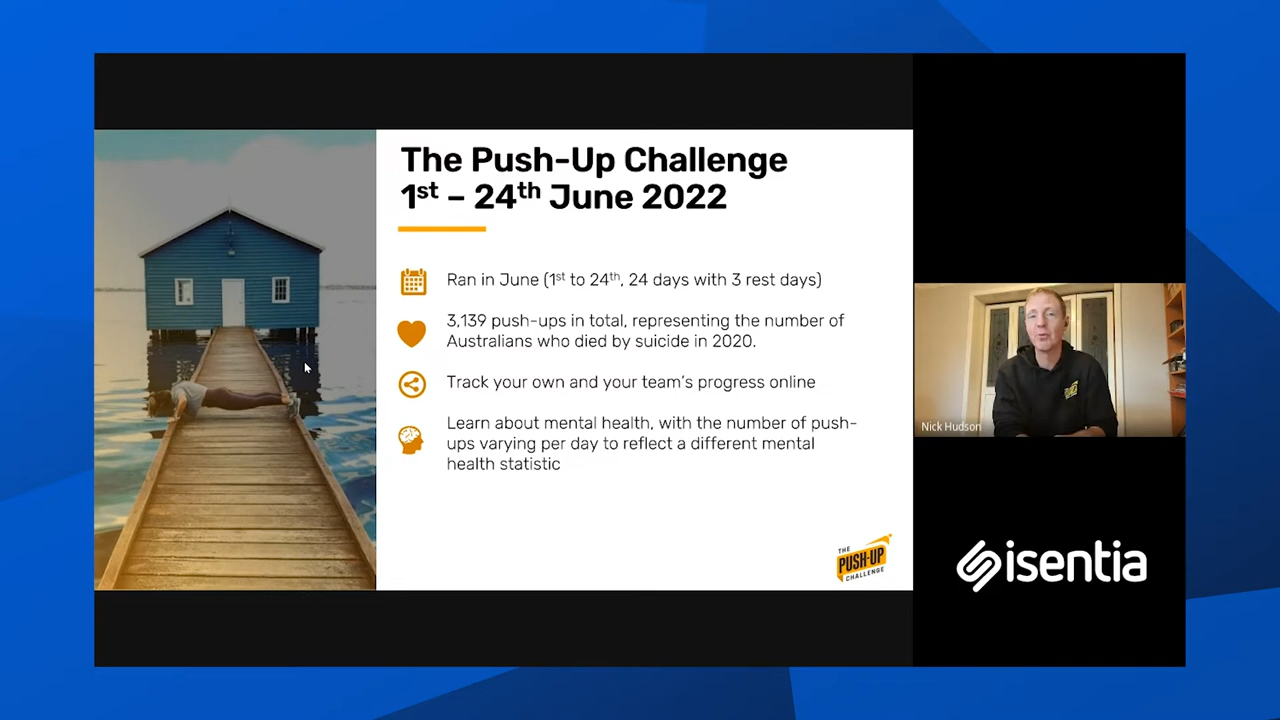 The Push-Up Challenge
1st – 24th June 2022
Ran in June (1st to 24th, 24 days with 3 rest days)
3,139 push-ups in total, representing the number of
Australians who died by suicide in 2020.
Track your own and your team's progress online
Learn about mental health, with the number of push-
ups varying per day to reflect a different mental
health statistic
THE
PUSH-UP
CHALLENGE
Nick Hudson
isentia